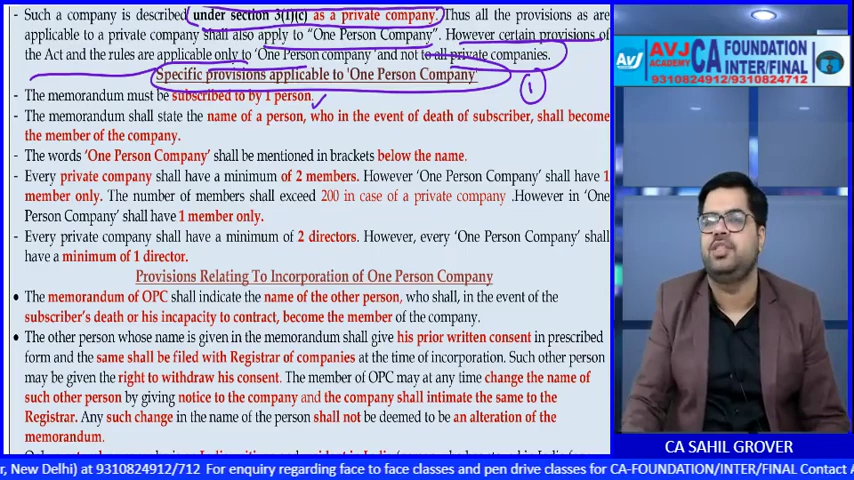 - Such a company is described under section 3(1)(c) as a private company. Thus all the provisions as are
applicable to a private company shall also apply to "One Person Company". However certain provisions of
the Act and the rules are applicable only to 'One Person company' and not to all private companies.
Specific provisions applicable to 'One Person Company'
1
- The memorandum must be subscribed to by 1 person.
- The memorandum shall state the name of a person, who in the event of death of subscriber, shall become
the member of the company.
- The words 'One Person Company' shall be mentioned in brackets below the name.
- Every private company shall have a minimum of 2 members. However 'One Person Company' shall have 1
member only. The number of members shall exceed 200 in case of a private company .However in 'One
Person Company' shall have 1 member only.
- Every private company shall have a minimum of 2 directors. However, every 'One Person Company' shall
have a minimum of 1 director.
Provisions Relating To Incorporation of One Person Company
• The memorandum of OPC shall indicate the name of the other person, who shall, in the event of the
subscriber's death or his incapacity to contract, become the member of the company.
• The other person whose name is given in the memorandum shall give his prior written consent in prescribed
form and the same shall be filed with Registrar of companies at the time of incorporation. Such other person
may be given the right to withdraw his consent. The member of OPC may at any time change the name of
such other person by giving notice to the company and the company shall intimate the same to the
Registrar. Any such change in the name of the person shall not be deemed to be an alteration of the
memorandum.
AVJ
ACADEMY
CA FOUNDATION
INTER/FINAL
9310824912/9310824712
CA SAHIL GROVER
r, New Delhi) at 9310824912/712 For enquiry regarding face to face classes and pen drive classes for CA-FOUNDATION/INTER/FINAL Contact A